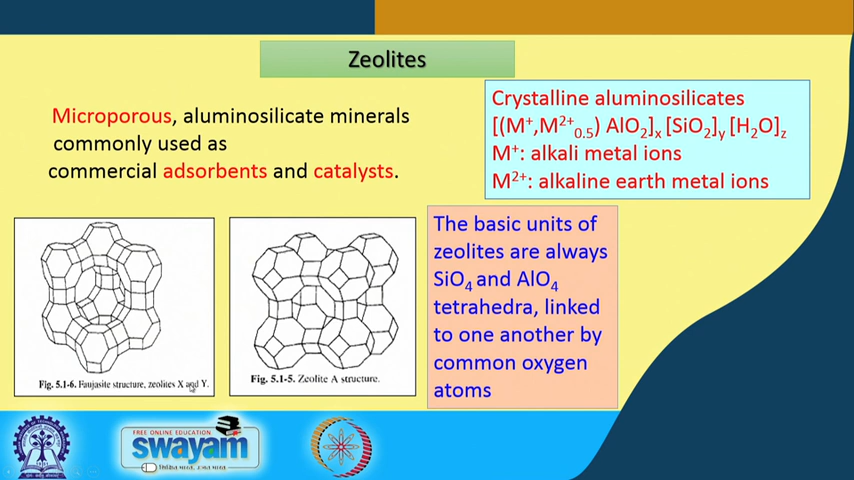 Zeolites
Microporous, aluminosilicate minerals
commonly used as
commercial adsorbents and catalysts.
Crystalline aluminosilicates
[(M⁺,M²⁺₀.₅) AlO₂]ₓ [SiO₂]y [H₂O]z
M⁺: alkali metal ions
M²⁺: alkaline earth metal ions
Fig. 5.1-6. Faujasite structure, zeolites X and Y.
Fig. 5.1-5. Zeolite A structure.
The basic units of
zeolites are always
SiO₄ and AlO₄
tetrahedra, linked
to one another by
common oxygen
atoms
FREE ONLINE EDUCATION
swayam